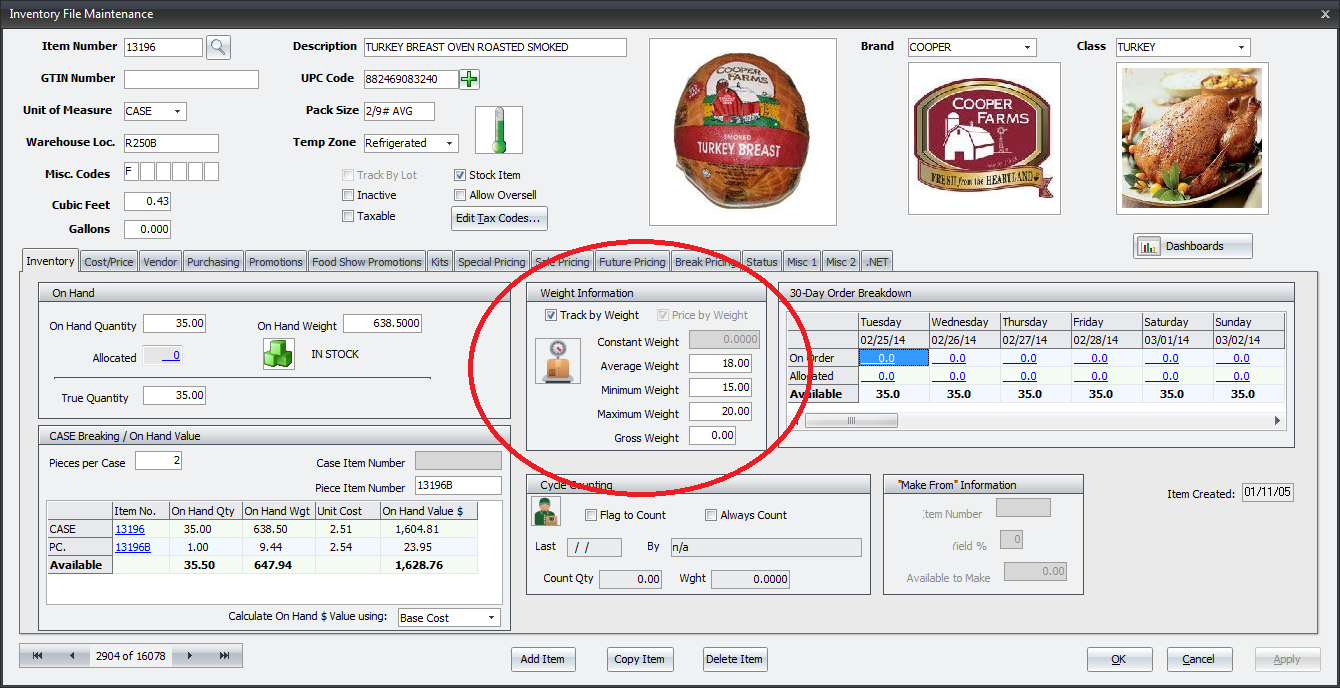 Inventory File Maintenance X
Item Number 13196 Description TURKEY BREAST OVEN ROASTED SMOKED Brand COOPER Class TURKEY
GTIN Number UPC Code 882469083240
Unit of Measure CASE Pack Size 2/9# AVG
Warehouse Loc. R250B Temp Zone Refrigerated
Misc. Codes F Track By Lot Stock Item
Inactive Allow Oversell
Cubic Feet 0.43
Taxable Edit Tax Codes...
Gallons 0.000
COOPER FARMS
SMOKED
TURKEY BREAST
COOPER
FARMS
FRESH from the HEARTLAND
Dashboards
Inventory Cost/Price Vendor Purchasing Promotions Food Show Promotions Kits Special Pricing Sale Pricing Future Pricing Break Pricing Status Misc 1 Misc 2 .NET
On Hand
On Hand Quantity 35.00 On Hand Weight 638.5000
Allocated 0 IN STOCK
True Quantity 35.00
Weight Information
Track by Weight Price by Weight
Constant Weight 0.0000
Average Weight 18.00
Minimum Weight 15.00
Maximum Weight 20.00
Gross Weight 0.00
30-Day Order Breakdown
Tuesday Wednesday Thursday Friday Saturday Sunday
02/25/14 02/26/14 02/27/14 02/28/14 03/01/14 03/02/14
On Order 0.0 0.0 0.0 0.0 0.0 0.0
Allocated 0.0 0.0 0.0 0.0 0.0 0.0
Available 35.0 35.0 35.0 35.0 35.0 35.0
CASE Breaking / On Hand Value
Pieces per Case 2 Case Item Number
Piece Item Number 13196B
Item No. On Hand Qty On Hand Wgt Unit Cost On Hand Value $
CASE 13196 35.00 638.50 2.51 1,604.81
PC. 13196B 1.00 9.44 2.54 23.95
Available 35.50 647.94 1,628.76
Calculate On Hand $ Value using: Base Cost
Cycle Counting
Flag to Count Always Count
Last / / By n/a
Count Qty 0.00 Wght 0.0000
"Make From" Information
Item Number
Yield % 0
Available to Make 0.00
Item Created: 01/11/05
2904 of 16078 Add Item Copy Item Delete Item OK Cancel Apply